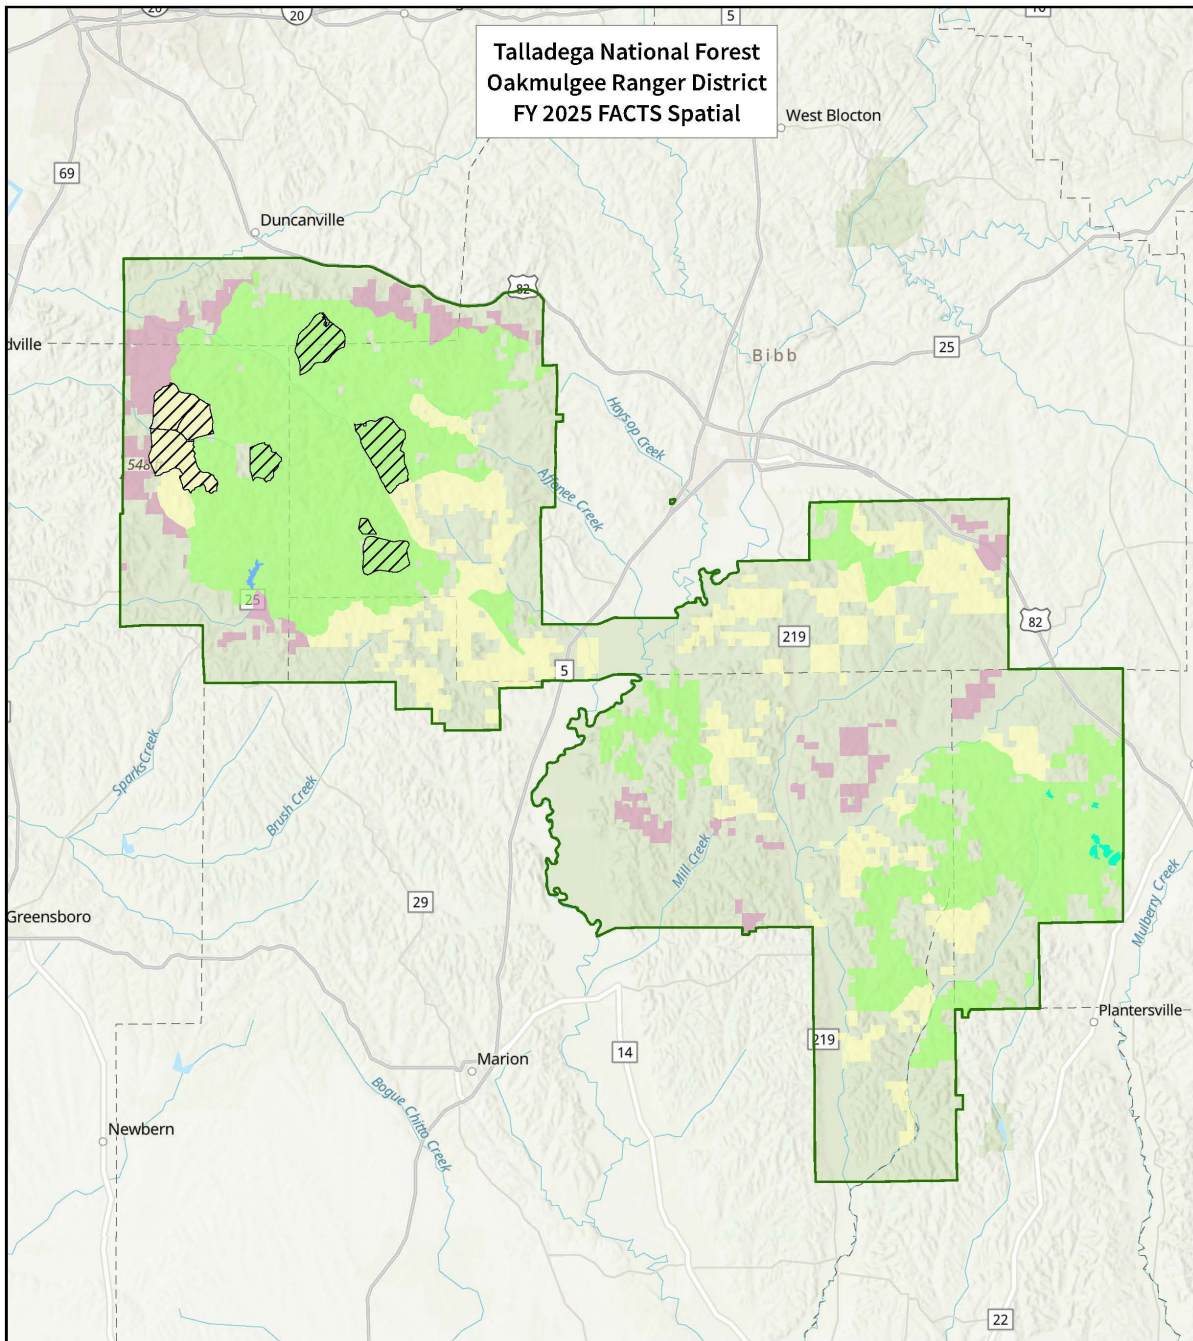 20
20
5
Talladega National Forest
Oakmulgee Ranger District
FY 2025 FACTS Spatial
West Blocton
69
Duncanville
82
dville
Bibb
25
Haysop Creek
548
Affonee Creek
25
219
82
5
Sparks Creek
Brush Creek
Mill Creek
29
Greensboro
Mulberry Creek
Plantersville
219
14
Marion
Bogue Chitto Creek
Newbern
22